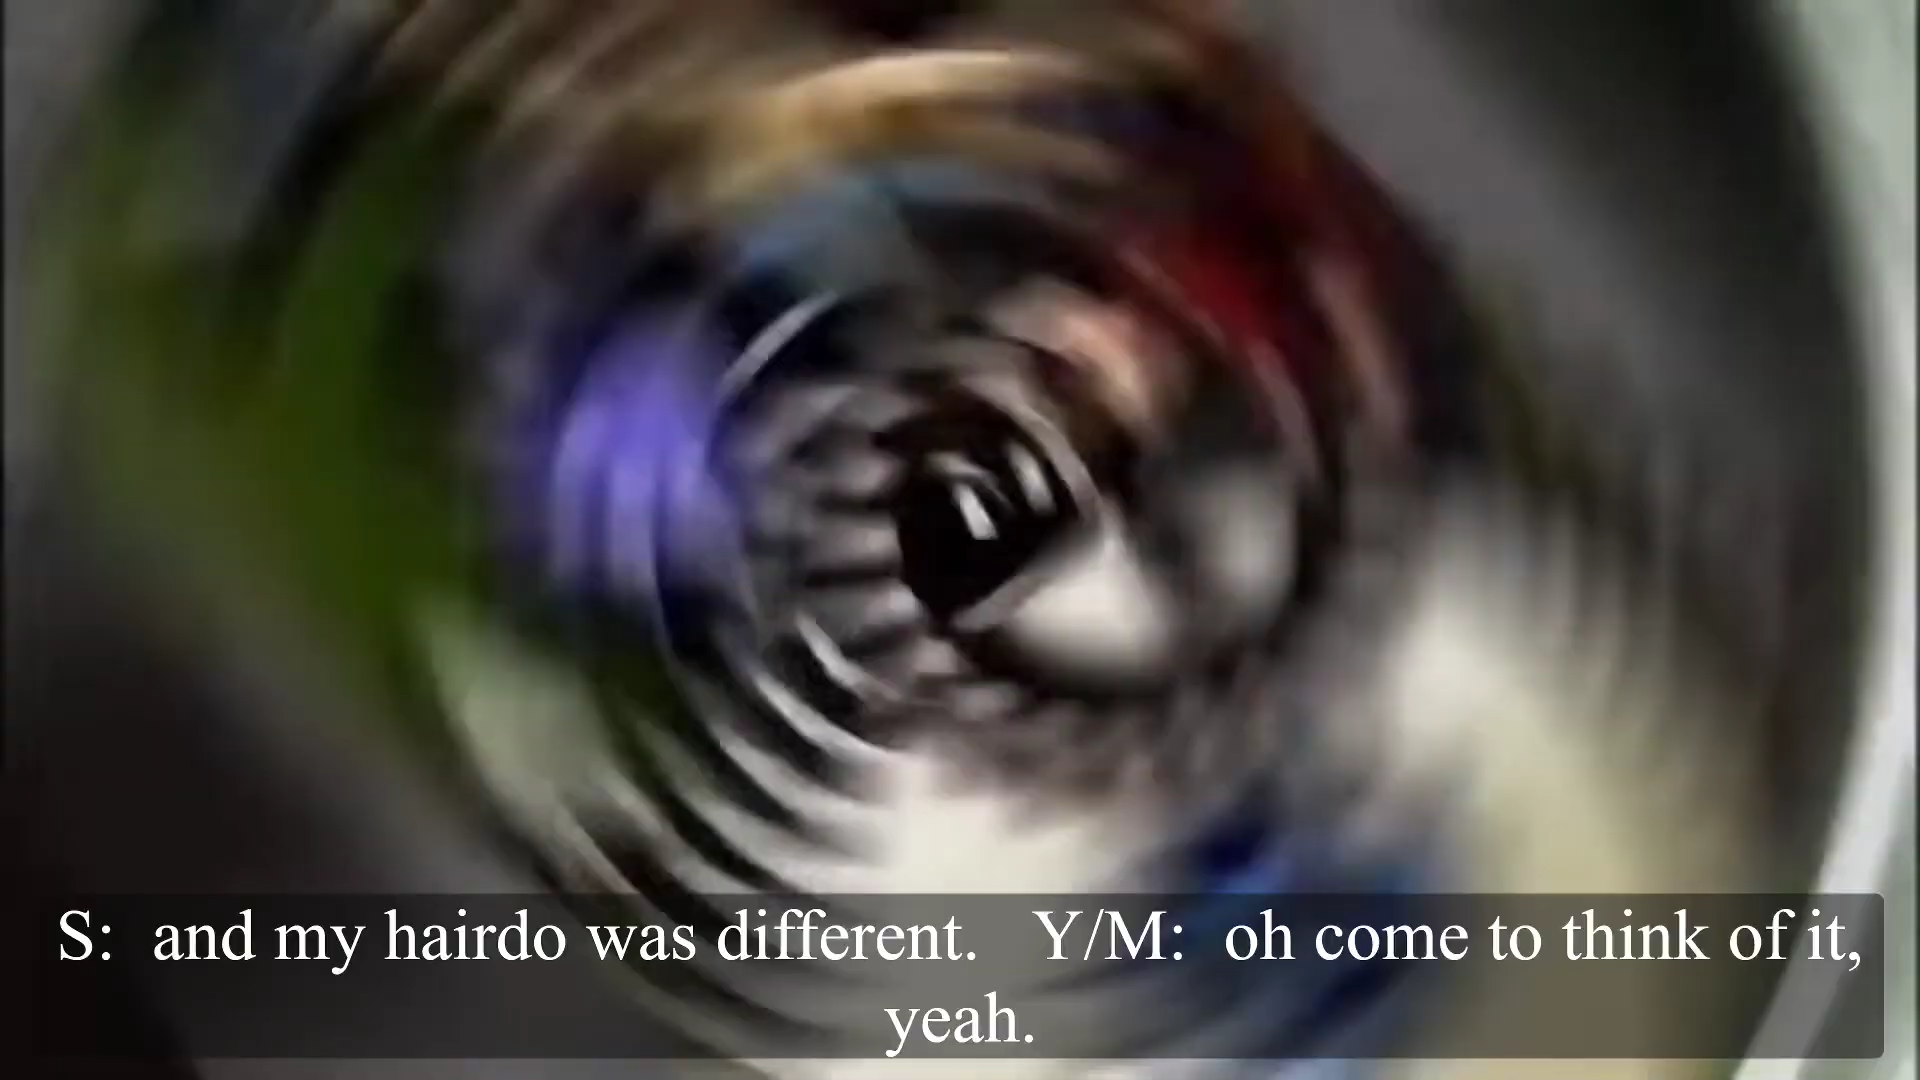 S:  and my hairdo was different.   Y/M:  oh come to think of it,
yeah.